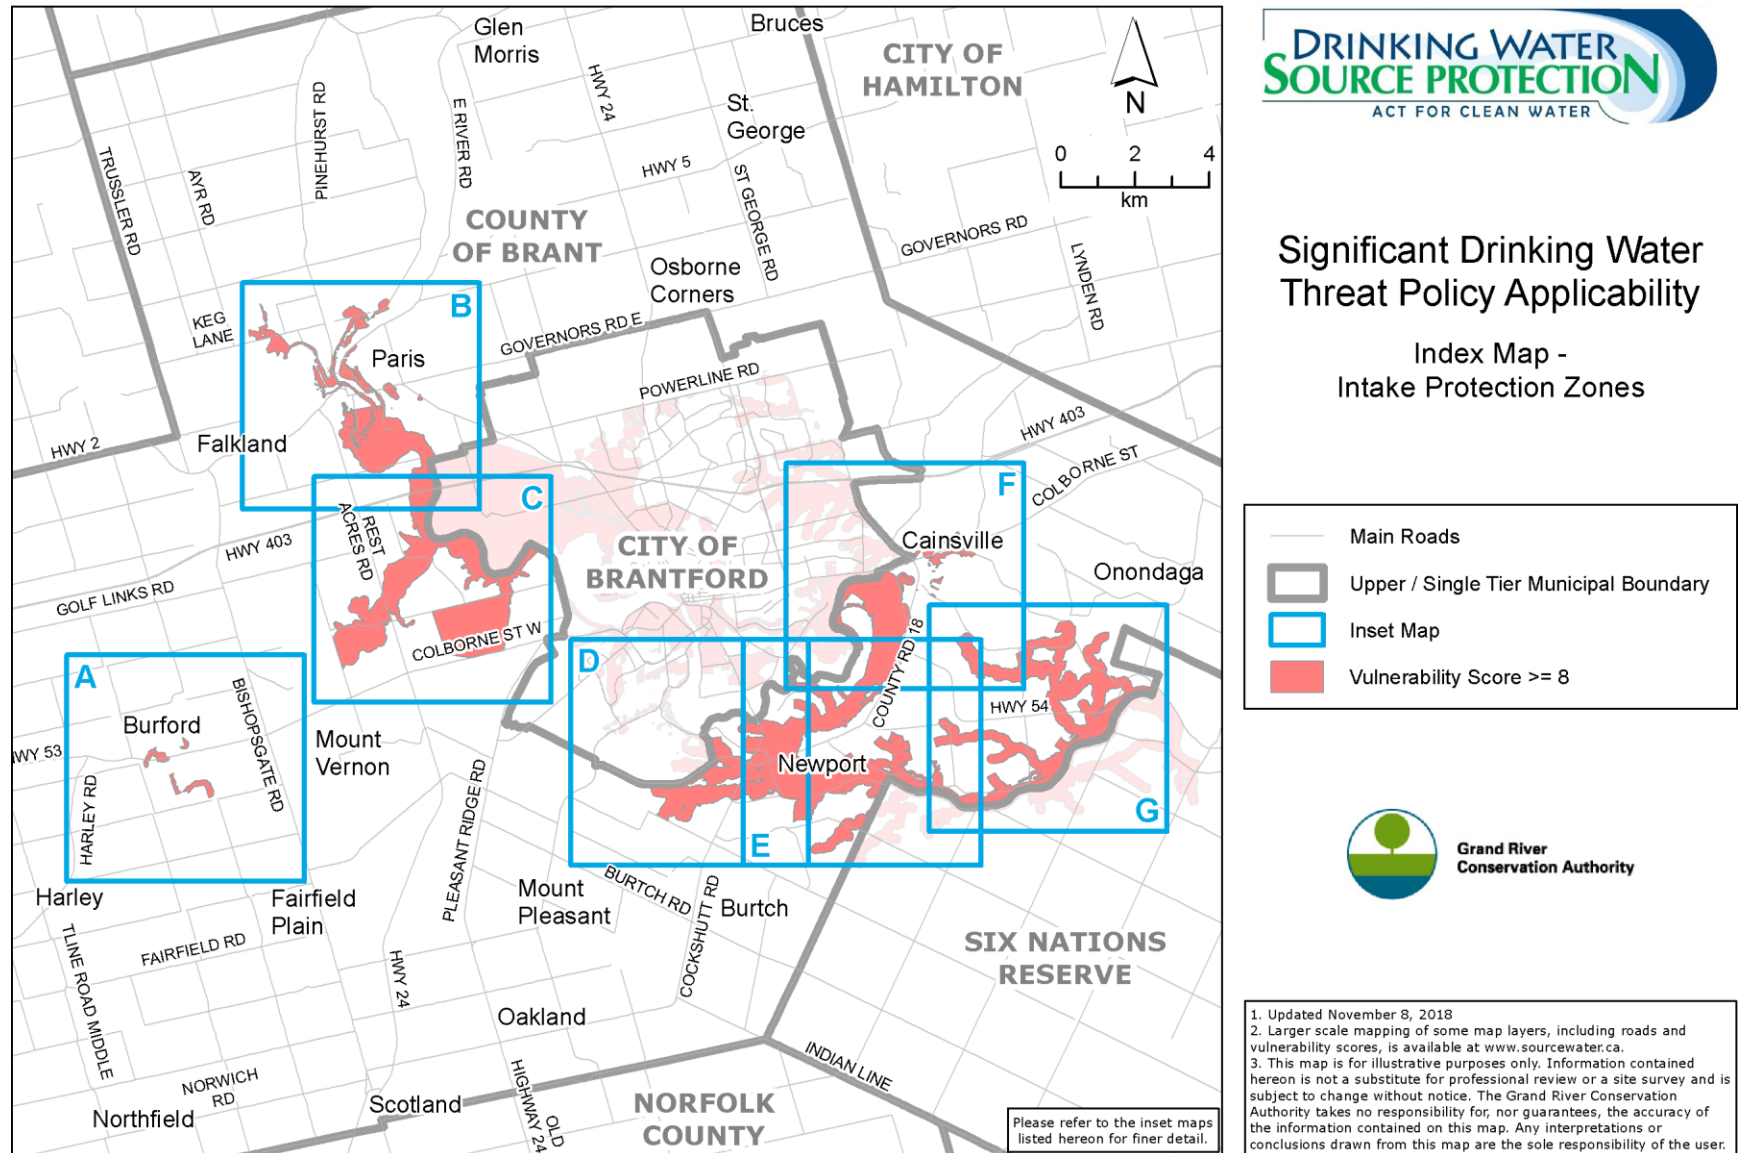 Glen
Morris
Bruces
CITY OF
HAMILTON
N
0 2 4
km
St.
George
HWY 24
PINEHURST RD
E RIVER RD
TRUSSLER RD
AYR RD
HWY 5
ST GEORGE RD
COUNTY
OF BRANT
GOVERNORS RD
LYNDEN RD
Osborne
Corners
B
KEG
LANE
Paris
GOVERNORS RD E
POWERLINE RD
HWY 2
Falkland
HWY 403
COLBORNE ST
C
F
REST
ACRES RD
HWY 403
CITY OF
BRANTFORD
Cainsville
Onondaga
GOLF LINKS RD
COLBORNE ST W
COUNTY RD 18
A
D
BISHOPSGATE RD
Burford
HWY 54
WY 53
Mount
Vernon
Newport
HARLEY RD
PLEASANT RIDGE RD
G
E
Harley
Fairfield
Plain
Mount
Pleasant
BURTCH RD
Burtch
COCKSHUTT RD
TLINE ROAD MIDDLE
FAIRFIELD RD
HWY 24
SIX NATIONS
RESERVE
Oakland
INDIAN LINE
HIGHWAY 24
OLD
NORWICH
RD
Northfield
Scotland
NORFOLK
COUNTY
Please refer to the inset maps
listed hereon for finer detail.
DRINKING WATER
SOURCE PROTECTION
ACT FOR CLEAN WATER
Significant Drinking Water
Threat Policy Applicability
Index Map -
Intake Protection Zones
Main Roads
Upper / Single Tier Municipal Boundary
Inset Map
Vulnerability Score >= 8
Grand River
Conservation Authority
1. Updated November 8, 2018
2. Larger scale mapping of some map layers, including roads and
vulnerability scores, is available at www.sourcewater.ca.
3. This map is for illustrative purposes only. Information contained
hereon is not a substitute for professional review or a site survey and is
subject to change without notice. The Grand River Conservation
Authority takes no responsibility for, nor guarantees, the accuracy of
the information contained on this map. Any interpretations or
conclusions drawn from this map are the sole responsibility of the user.